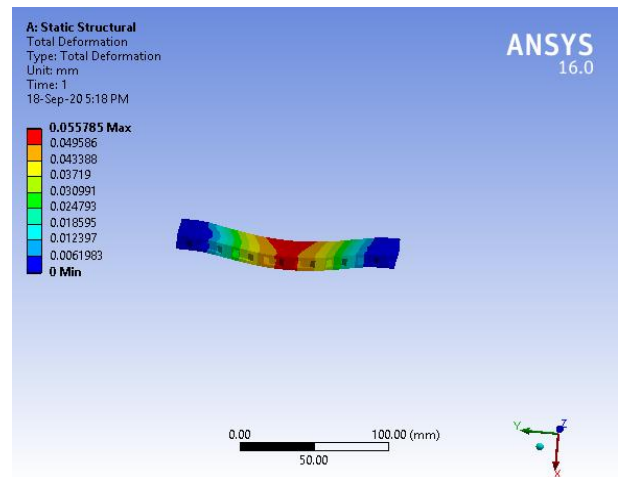 A: Static Structural
Total Deformation
Type: Total Deformation
Unit: mm
Time: 1
18-Sep-20 5:18 PM
ANSYS
16.0
0.055785 Max
0.049586
0.043388
0.03719
0.030991
0.024793
0.018595
0.012397
0.0061983
0 Min
0.00 100.00 (mm)
50.00
Y Z
X